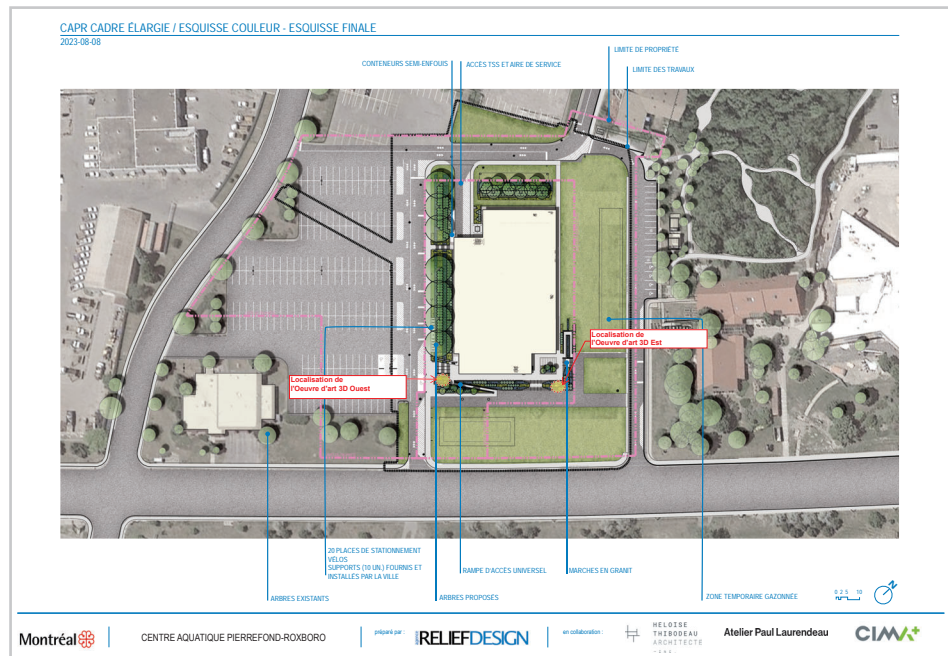 CAPR CADRE ÉLARGIE / ESQUISSE COULEUR - ESQUISSE FINALE
2023-08-08
LIMITE DE PROPRIÉTÉ
CONTENEURS SEMI-ENFOUIS
ACCÈS TSS ET AIRE DE SERVICE
LIMITE DES TRAVAUX
Localisation de
l'Oeuvre d'art 3D Est
Localisation de
l'Oeuvre d'art 3D Ouest
20 PLACES DE STATIONNEMENT
VÉLOS
SUPPORTS (10 UN.) FOURNIS ET
INSTALLÉS PAR LA VILLE
RAMPE D'ACCÈS UNIVERSEL
MARCHES EN GRANIT
ARBRES EXISTANTS
ARBRES PROPOSÉS
ZONE TEMPORAIRE GAZONNÉE
0 2 5 10
N
Montréal
CENTRE AQUATIQUE PIERREFOND-ROXBORO
préparé par :
RELIEFDESIGN
en collaboration :
HELOISE
THIBODEAU
ARCHITECTE
Atelier Paul Laurendeau
CIMA+